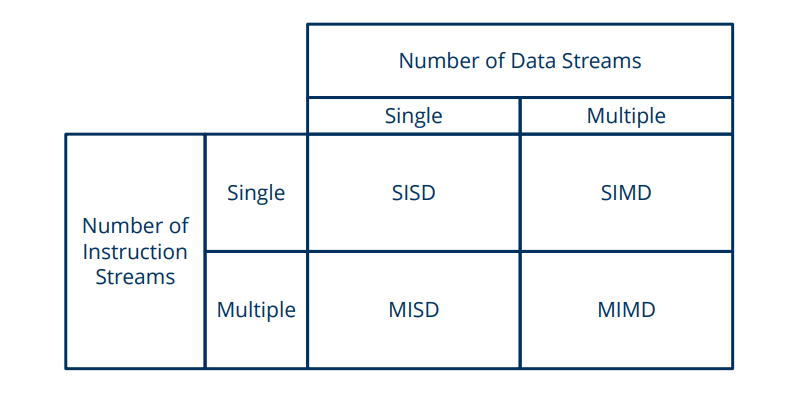 Number of Data Streams
Single
Multiple
Number of
Instruction
Streams
Single
SISD
SIMD
Multiple
MISD
MIMD